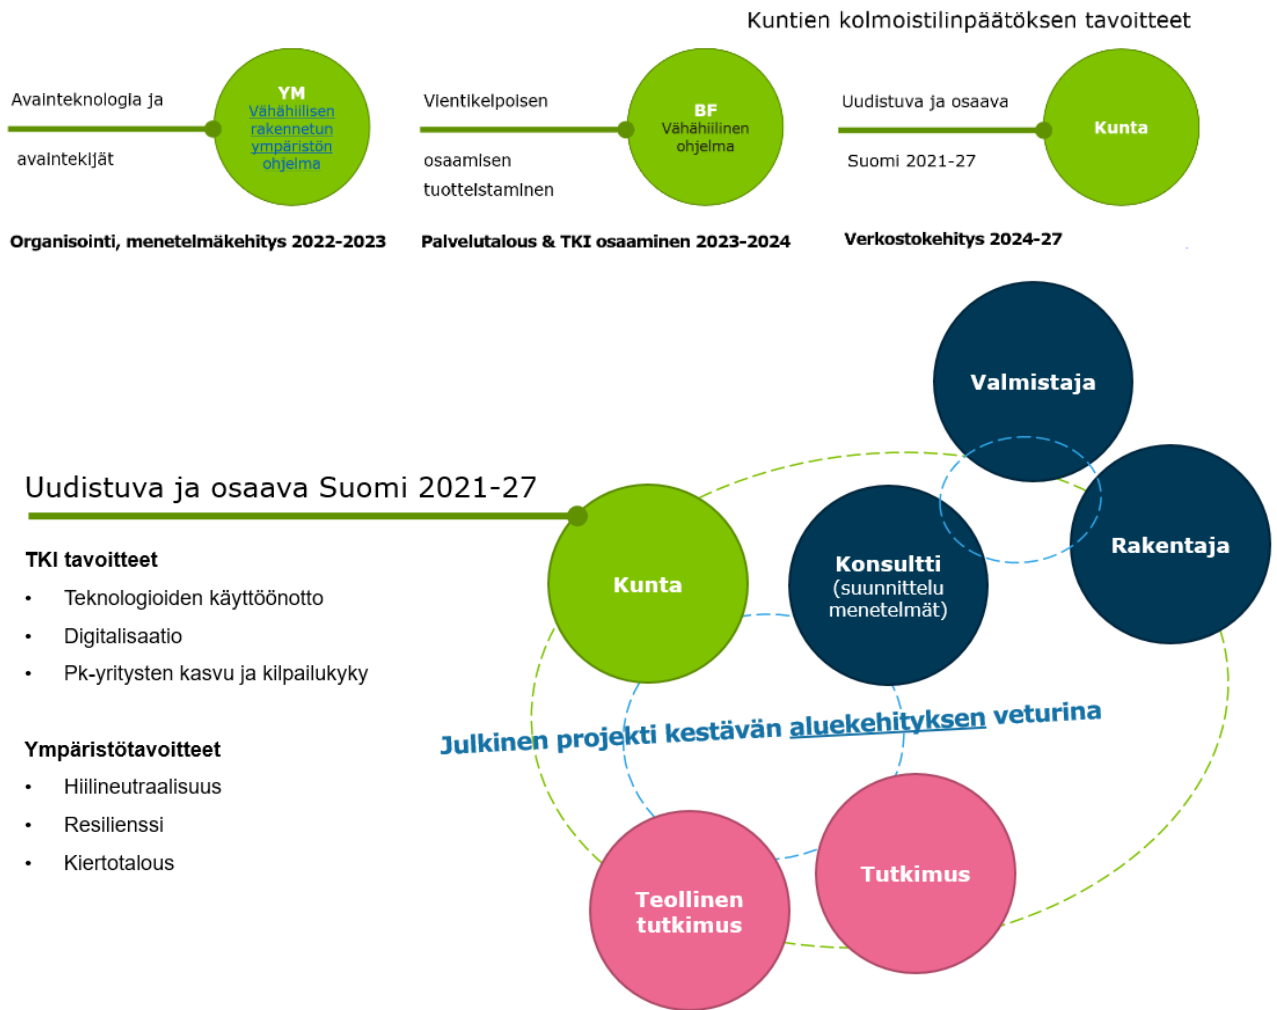 Kuntien kolmoistilinpäätöksen tavoitteet
Avainteknologia ja
avaintekijät
YM
Vähähiilisen
rakennetun
ympäristön
ohjelma
Organisointi, menetelmäkehitys 2022-2023
Vientikelpoisen
osaamisen
tuotteistaminen
BF
Vähähiilinen
ohjelma
Palvelutalous & TKI osaaminen 2023-2024
Uudistuva ja osaava
Suomi 2021-27
Kunta
Verkostokehitys 2024-27
Uudistuva ja osaava Suomi 2021-27
TKI tavoitteet
• Teknologioiden käyttöönotto
• Digitalisaatio
• Pk-yritysten kasvu ja kilpailukyky
Ympäristötavoitteet
• Hiilineutraalisuus
• Resilienssi
• Kiertotalous
Valmistaja
Rakentaja
Kunta
Konsultti
(suunnittelu
menetelmät)
Julkinen projekti kestävän aluekehityksen veturina
Teollinen
tutkimus
Tutkimus